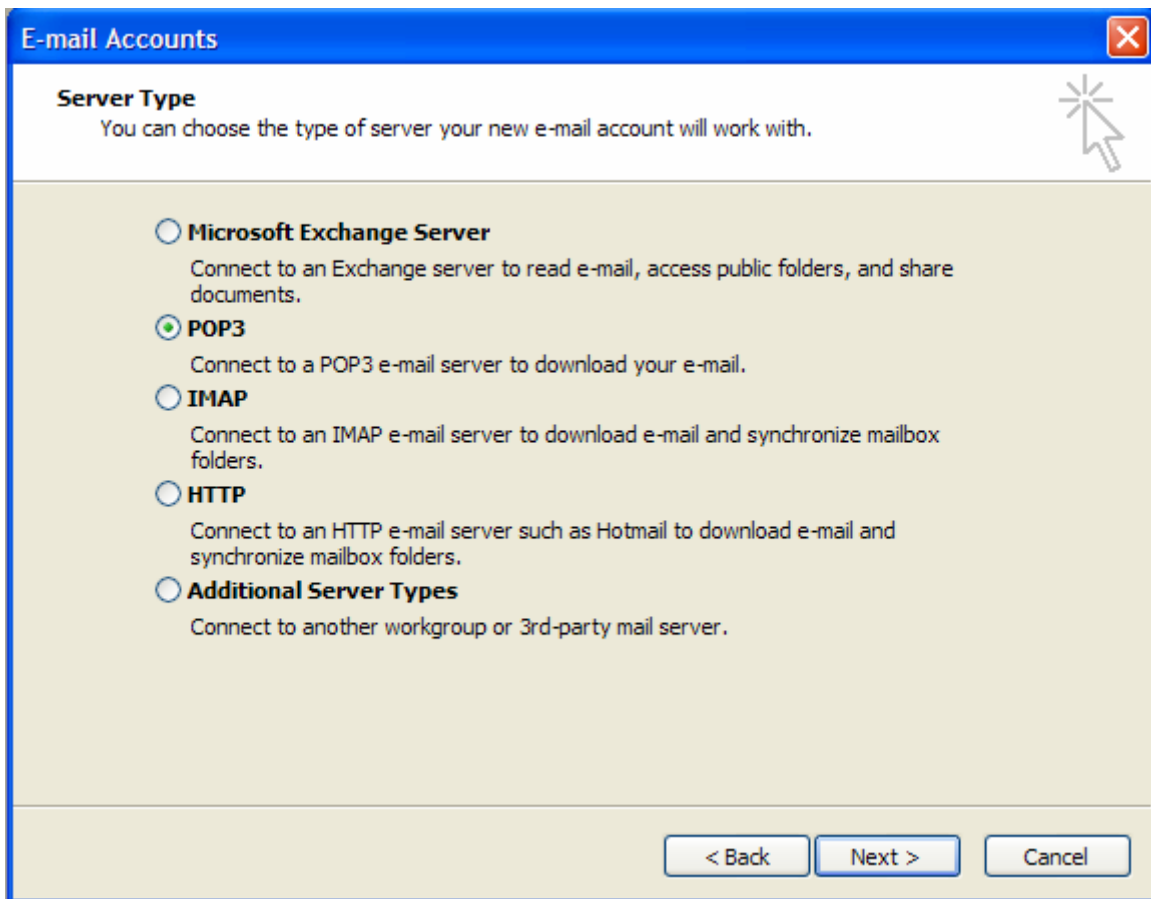 E-mail Accounts
Server Type
You can choose the type of server your new e-mail account will work with.
Microsoft Exchange Server
Connect to an Exchange server to read e-mail, access public folders, and share
documents.
POP3
Connect to a POP3 e-mail server to download your e-mail.
IMAP
Connect to an IMAP e-mail server to download e-mail and synchronize mailbox
folders.
HTTP
Connect to an HTTP e-mail server such as Hotmail to download e-mail and
synchronize mailbox folders.
Additional Server Types
Connect to another workgroup or 3rd-party mail server.
< Back Next > Cancel